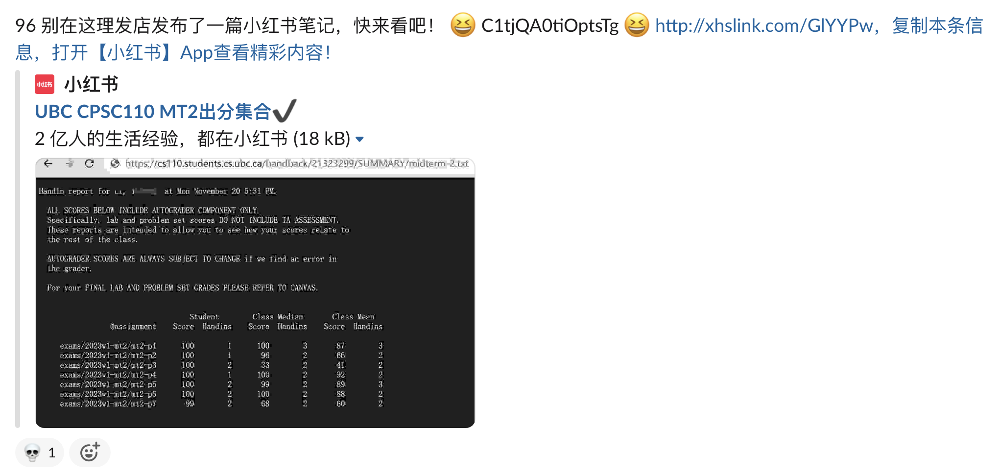 96 别在这理发店发布了一篇小红书笔记，快来看吧！ 😆 C1tjQA0tiOptsTg 😆 http://xhslink.com/GlYYPw，复制本条信
息，打开【小红书】App查看精彩内容！
小红书 小红书
UBC CPSC110 MT2出分集合✔
2 亿人的生活经验，都在小红书 (18 kB)
https://cs110.students.cs.ubc.ca/handback/21323299/SUMMARY/midterm-2.txt
Handin report for at Mon November 20 5:31 PM.
ALL SCORES BELOW INCLUDE AUTOGRADER COMPONENT ONLY.
Specifically, lab and problem set scores DO NOT INCLUDE TA ASSESSMENT.
These reports are intended to allow you to see how your scores relate to
the rest of the class.
AUTOGRADER SCORES ARE ALWAYS SUBJECT TO CHANGE if we find an error in
the grader.
For your FINAL LAB AND PROBLEM SET GRADES PLEASE REFER TO CANVAS.
Student Class Median Class Mean
@assignment Score Handins Score Handins Score Handins
exams/2023w1-mt2/mt2-p1 100 1 100 3 87 3
exams/2023w1-mt2/mt2-p2 100 1 96 2 66 2
exams/2023w1-mt2/mt2-p3 100 2 33 2 41 2
exams/2023w1-mt2/mt2-p4 100 1 100 2 92 2
exams/2023w1-mt2/mt2-p5 100 2 99 2 89 3
exams/2023w1-mt2/mt2-p6 100 2 100 2 88 2
exams/2023w1-mt2/mt2-p7 99 2 68 2 60 2
💀 1